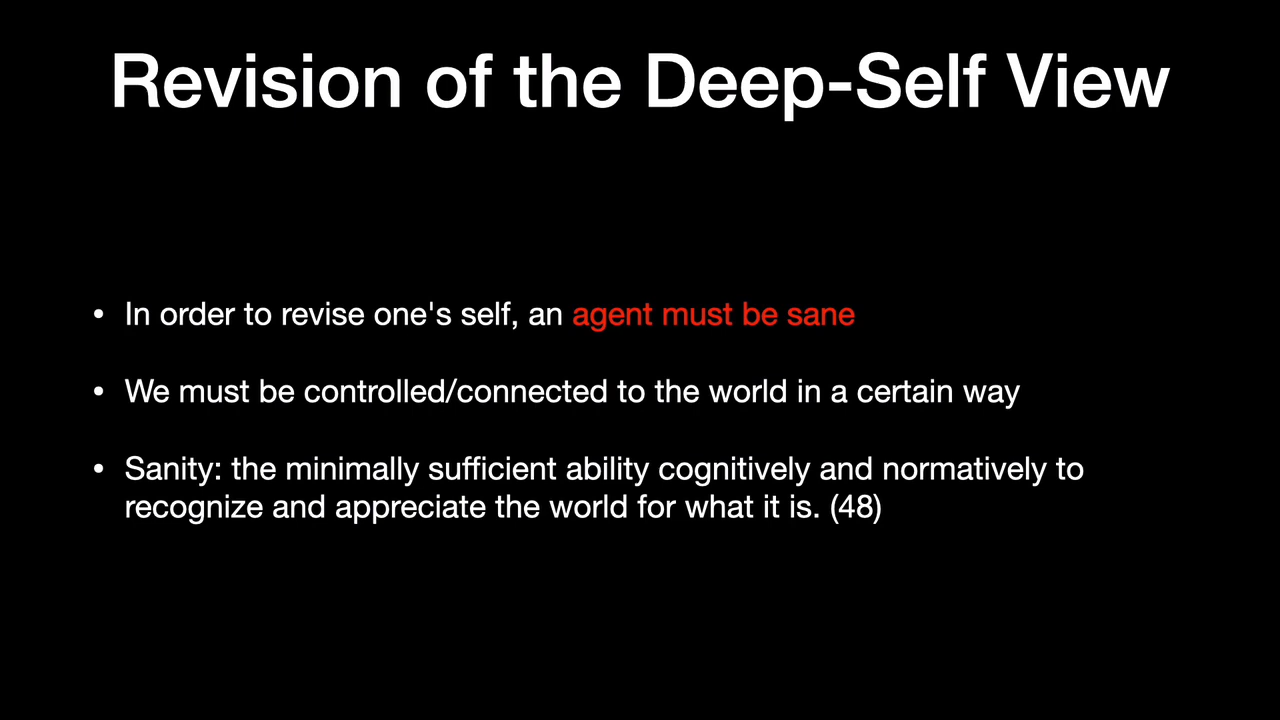 Revision of the Deep-Self View
• In order to revise one's self, an agent must be sane
• We must be controlled/connected to the world in a certain way
• Sanity: the minimally sufficient ability cognitively and normatively to
recognize and appreciate the world for what it is. (48)